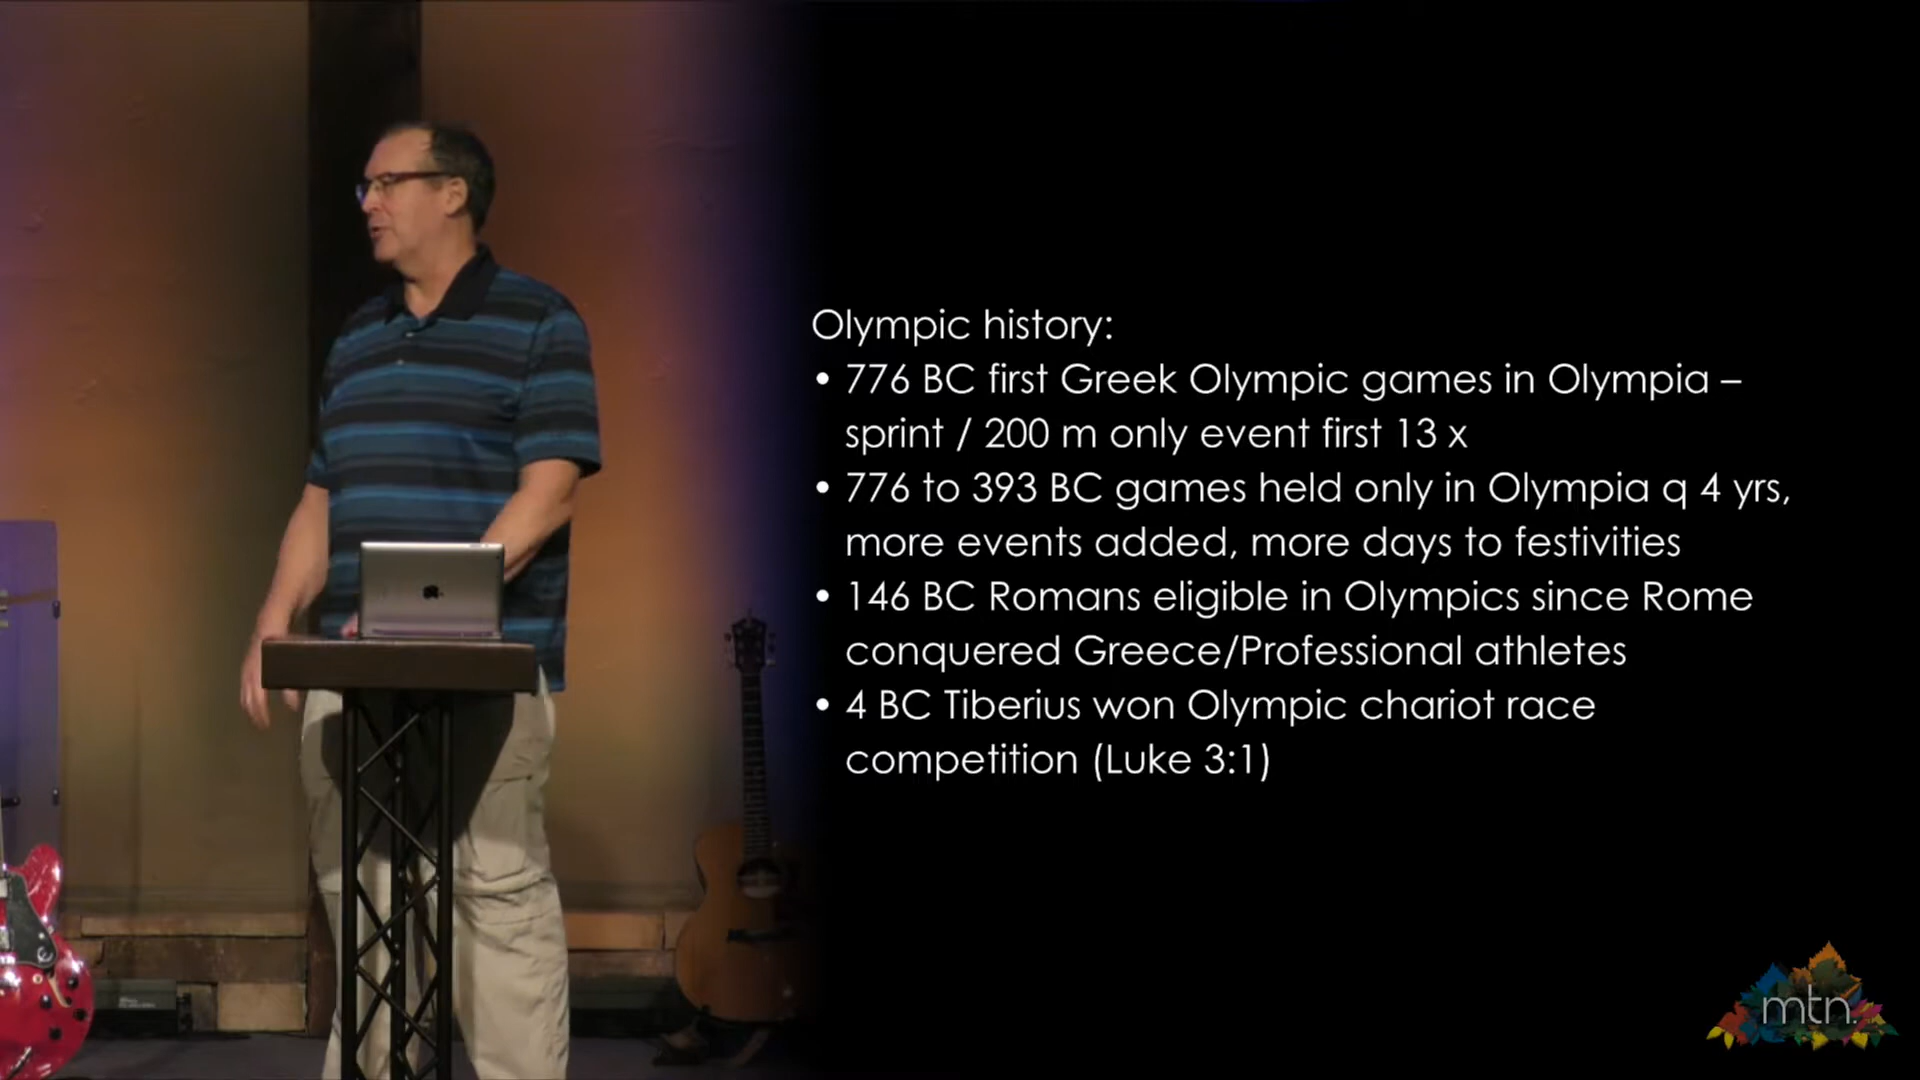 Olympic history:
• 776 BC first Greek Olympic games in Olympia –
sprint / 200 m only event first 13 x
• 776 to 393 BC games held only in Olympia q 4 yrs,
more events added, more days to festivities
• 146 BC Romans eligible in Olympics since Rome
conquered Greece/Professional athletes
• 4 BC Tiberius won Olympic chariot race
competition (Luke 3:1)
mtn.